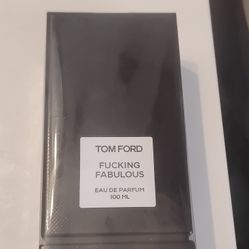 TOM FORD
FUCKING
FABULOUS
EAU DE PARFUM
100 ML